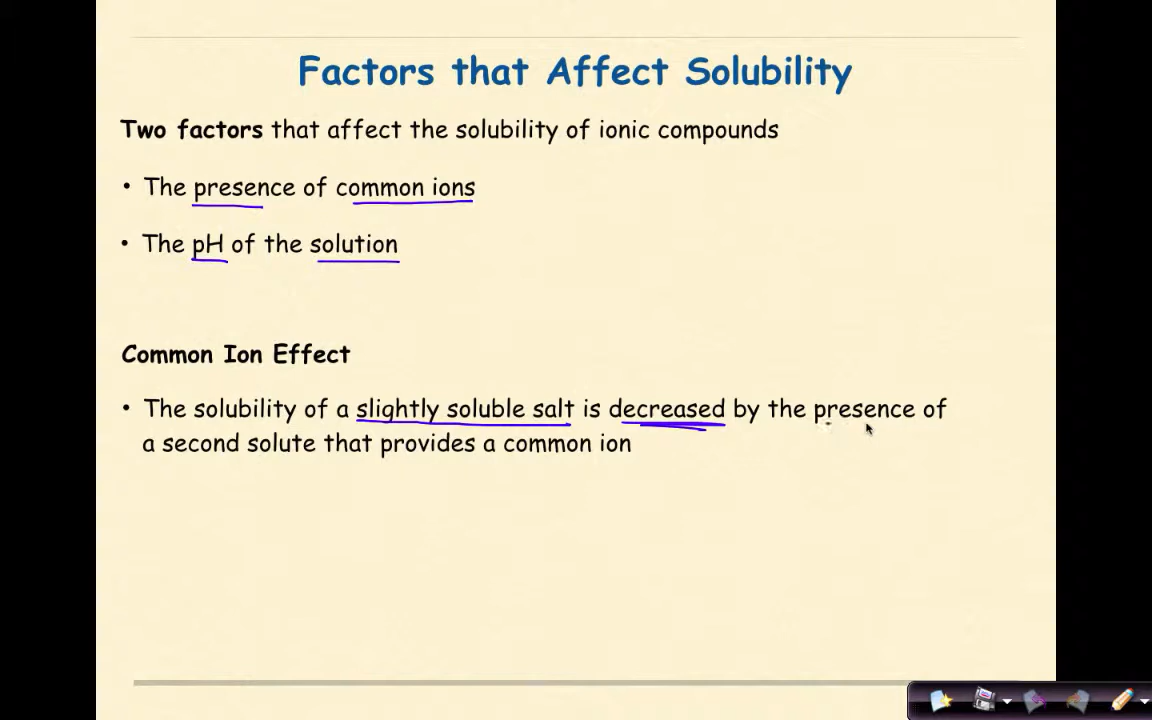 Factors that Affect Solubility
Two factors that affect the solubility of ionic compounds
• The presence of common ions
• The pH of the solution
Common Ion Effect
• The solubility of a slightly soluble salt is decreased by the presence of
a second solute that provides a common ion